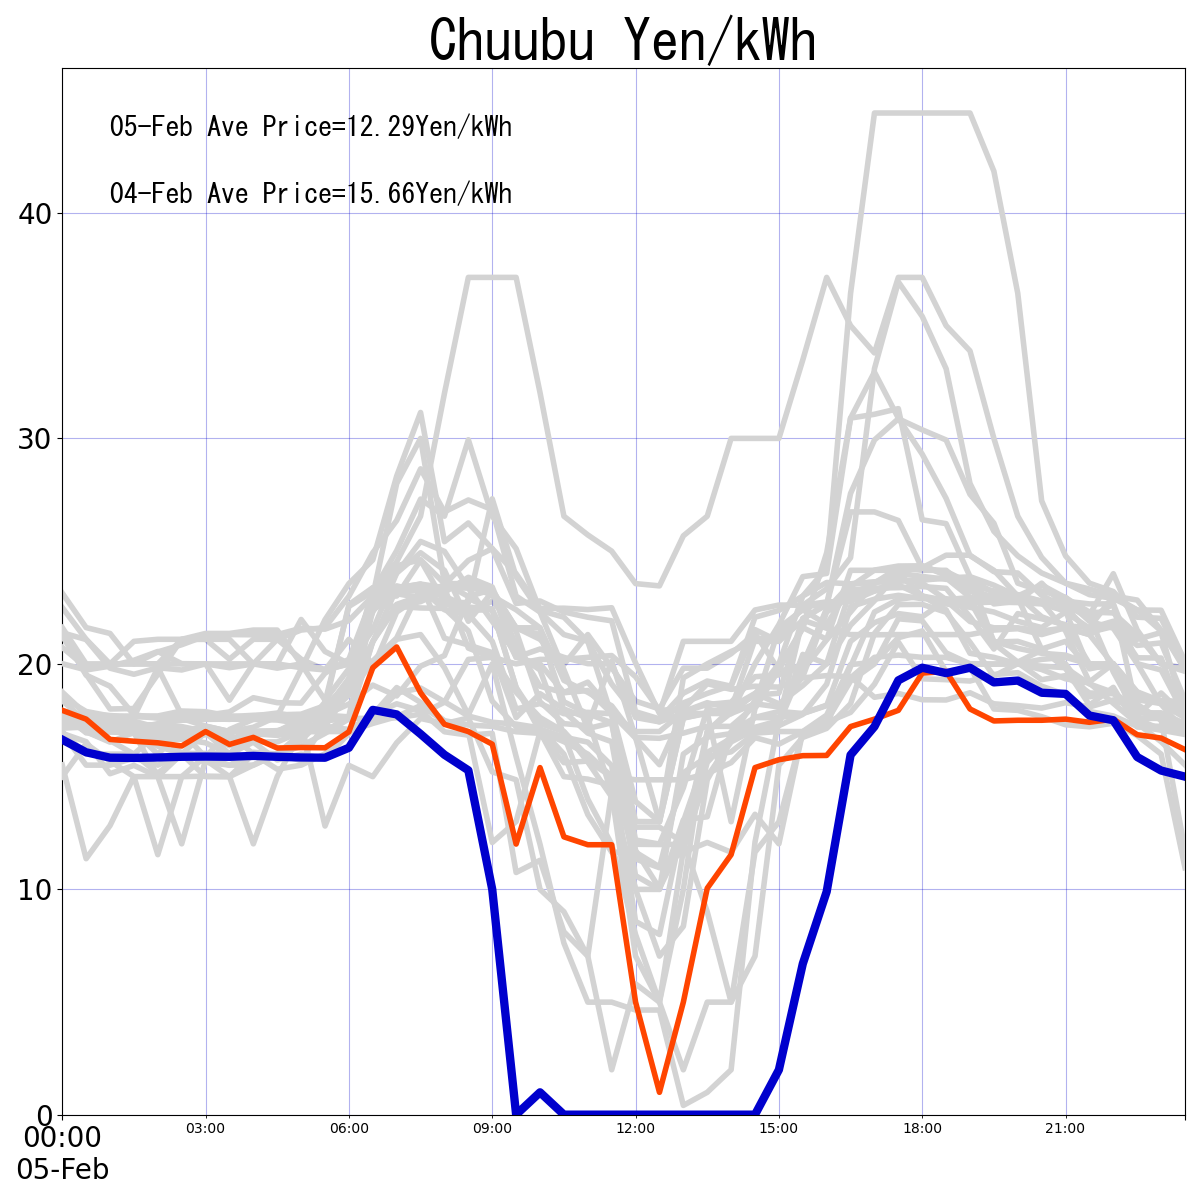 Chuubu Yen/kWh
05-Feb Ave Price=12.29Yen/kWh
04-Feb Ave Price=15.66Yen/kWh
40
30
20
10
0
00:00 03:00 06:00 09:00 12:00 15:00 18:00 21:00
05-Feb